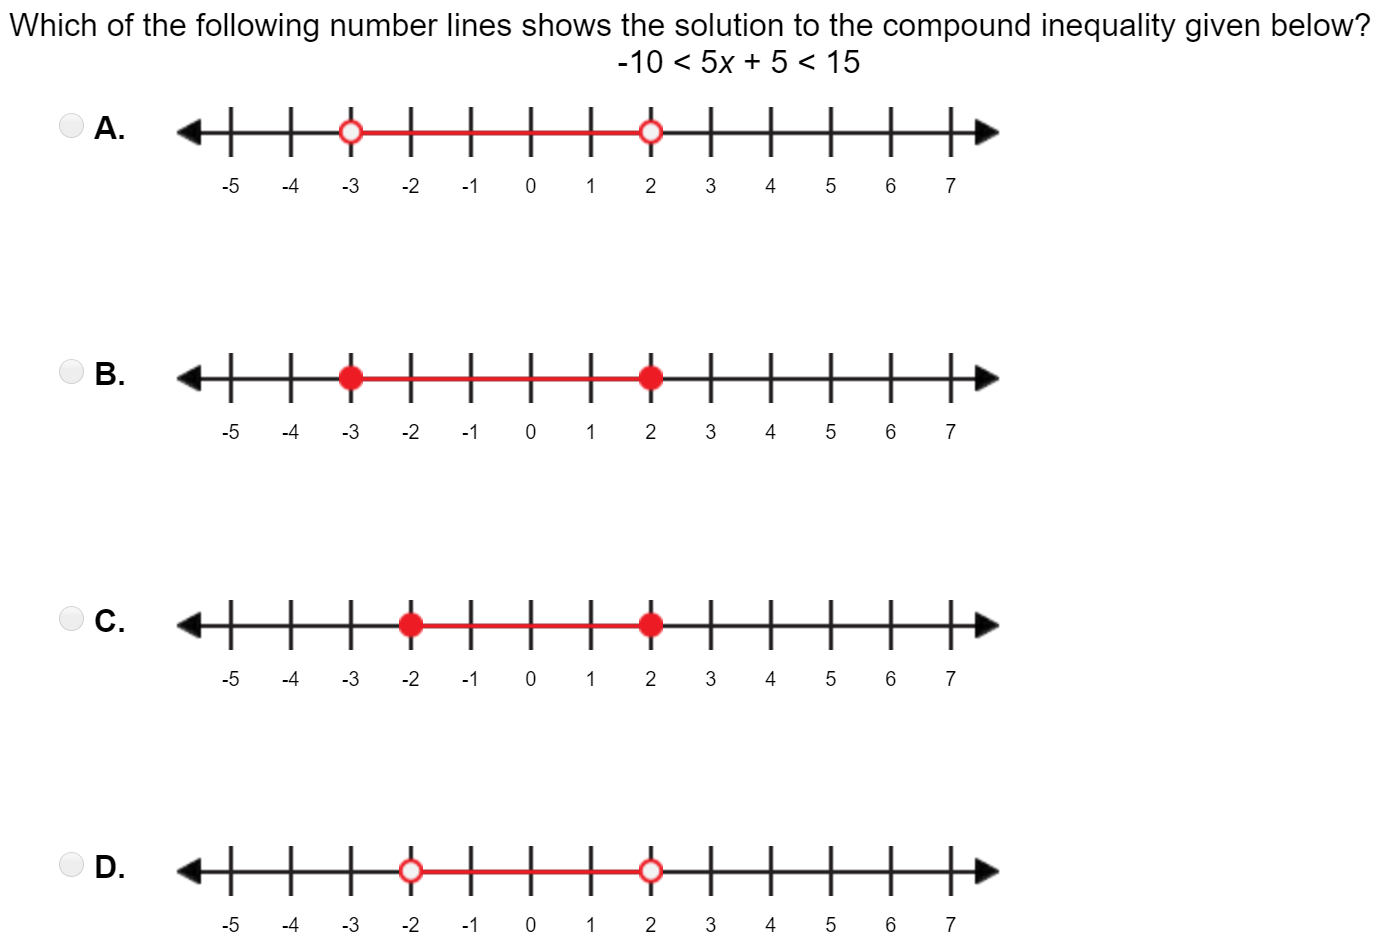 Which of the following number lines shows the solution to the compound inequality given below?
-10 < 5x + 5 < 15
A.
-5 -4 -3 -2 -1 0 1 2 3 4 5 6 7
B.
-5 -4 -3 -2 -1 0 1 2 3 4 5 6 7
C.
-5 -4 -3 -2 -1 0 1 2 3 4 5 6 7
D.
-5 -4 -3 -2 -1 0 1 2 3 4 5 6 7